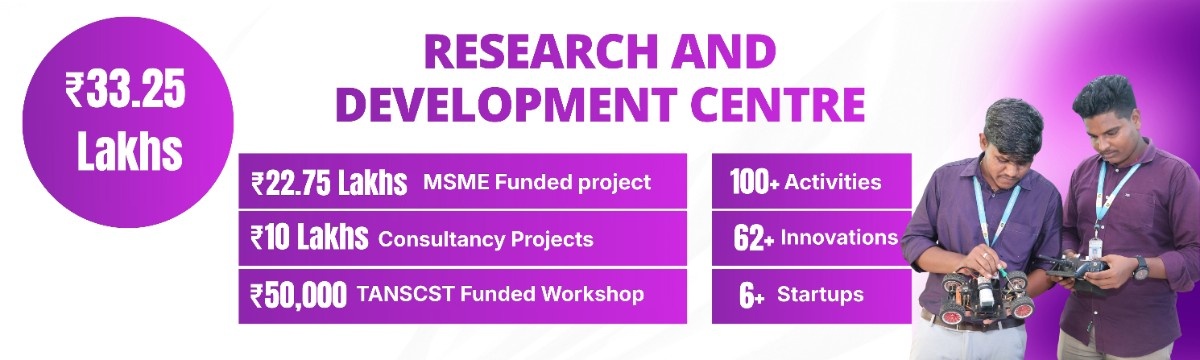 ₹33.25
Lakhs
RESEARCH AND
DEVELOPMENT CENTRE
₹22.75 Lakhs MSME Funded project
₹10 Lakhs Consultancy Projects
₹50,000 TANSCST Funded Workshop
100+ Activities
62+ Innovations
6+ Startups